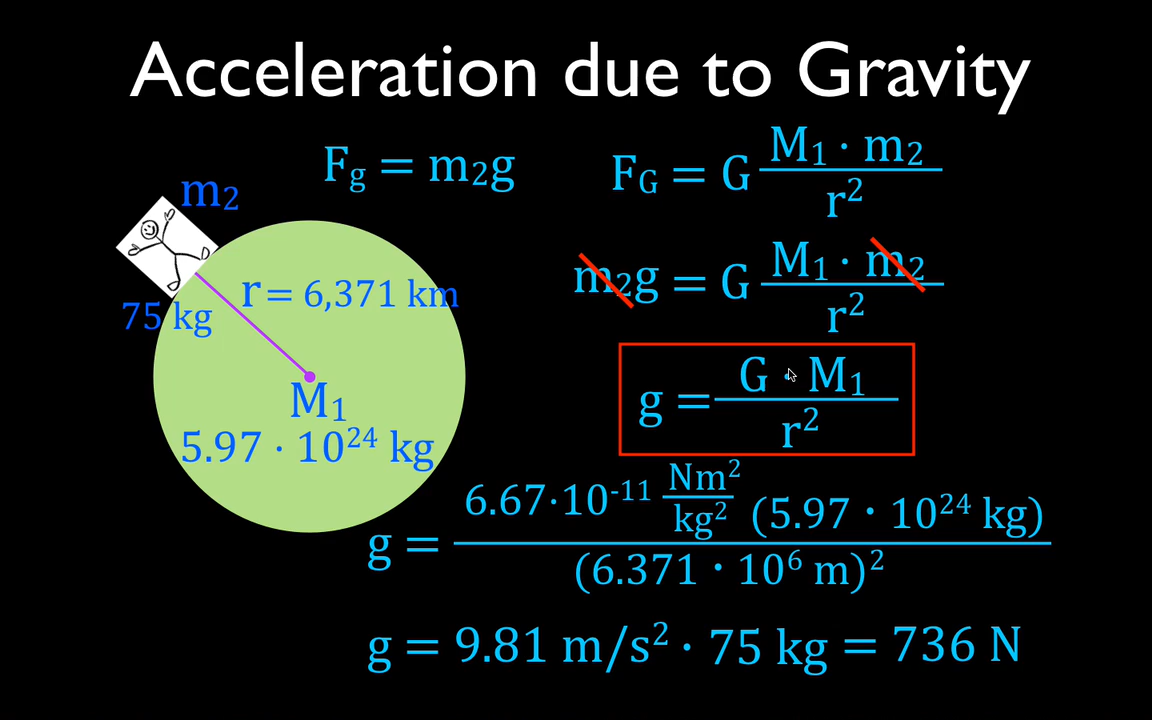 Acceleration due to Gravity
F_g = m₂g
F_G = G (M₁ · m₂) / r²
m₂
m₂g = G (M₁ · m₂) / r²
r = 6,371 km
75 kg
g = (G · M₁) / r²
M₁
5.97 · 10²⁴ kg
g = (6.67·10⁻¹¹ Nm²/kg² (5.97 · 10²⁴ kg)) / (6.371 · 10⁶ m)²
g = 9.81 m/s² · 75 kg = 736 N